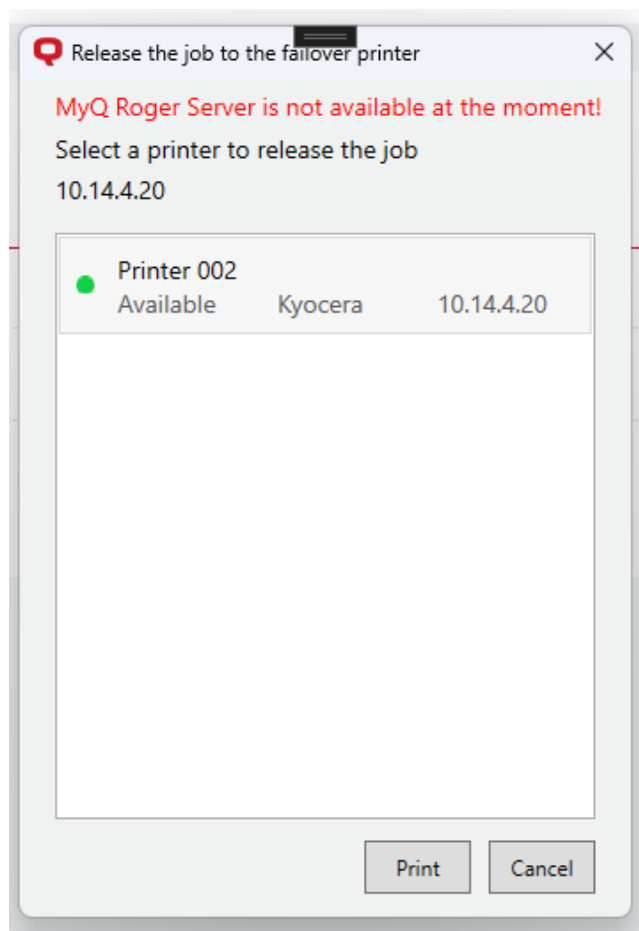 Release the job to the failover printer
MyQ Roger Server is not available at the moment!
Select a printer to release the job
10.14.4.20
Printer 002
Available Kyocera 10.14.4.20
Print Cancel